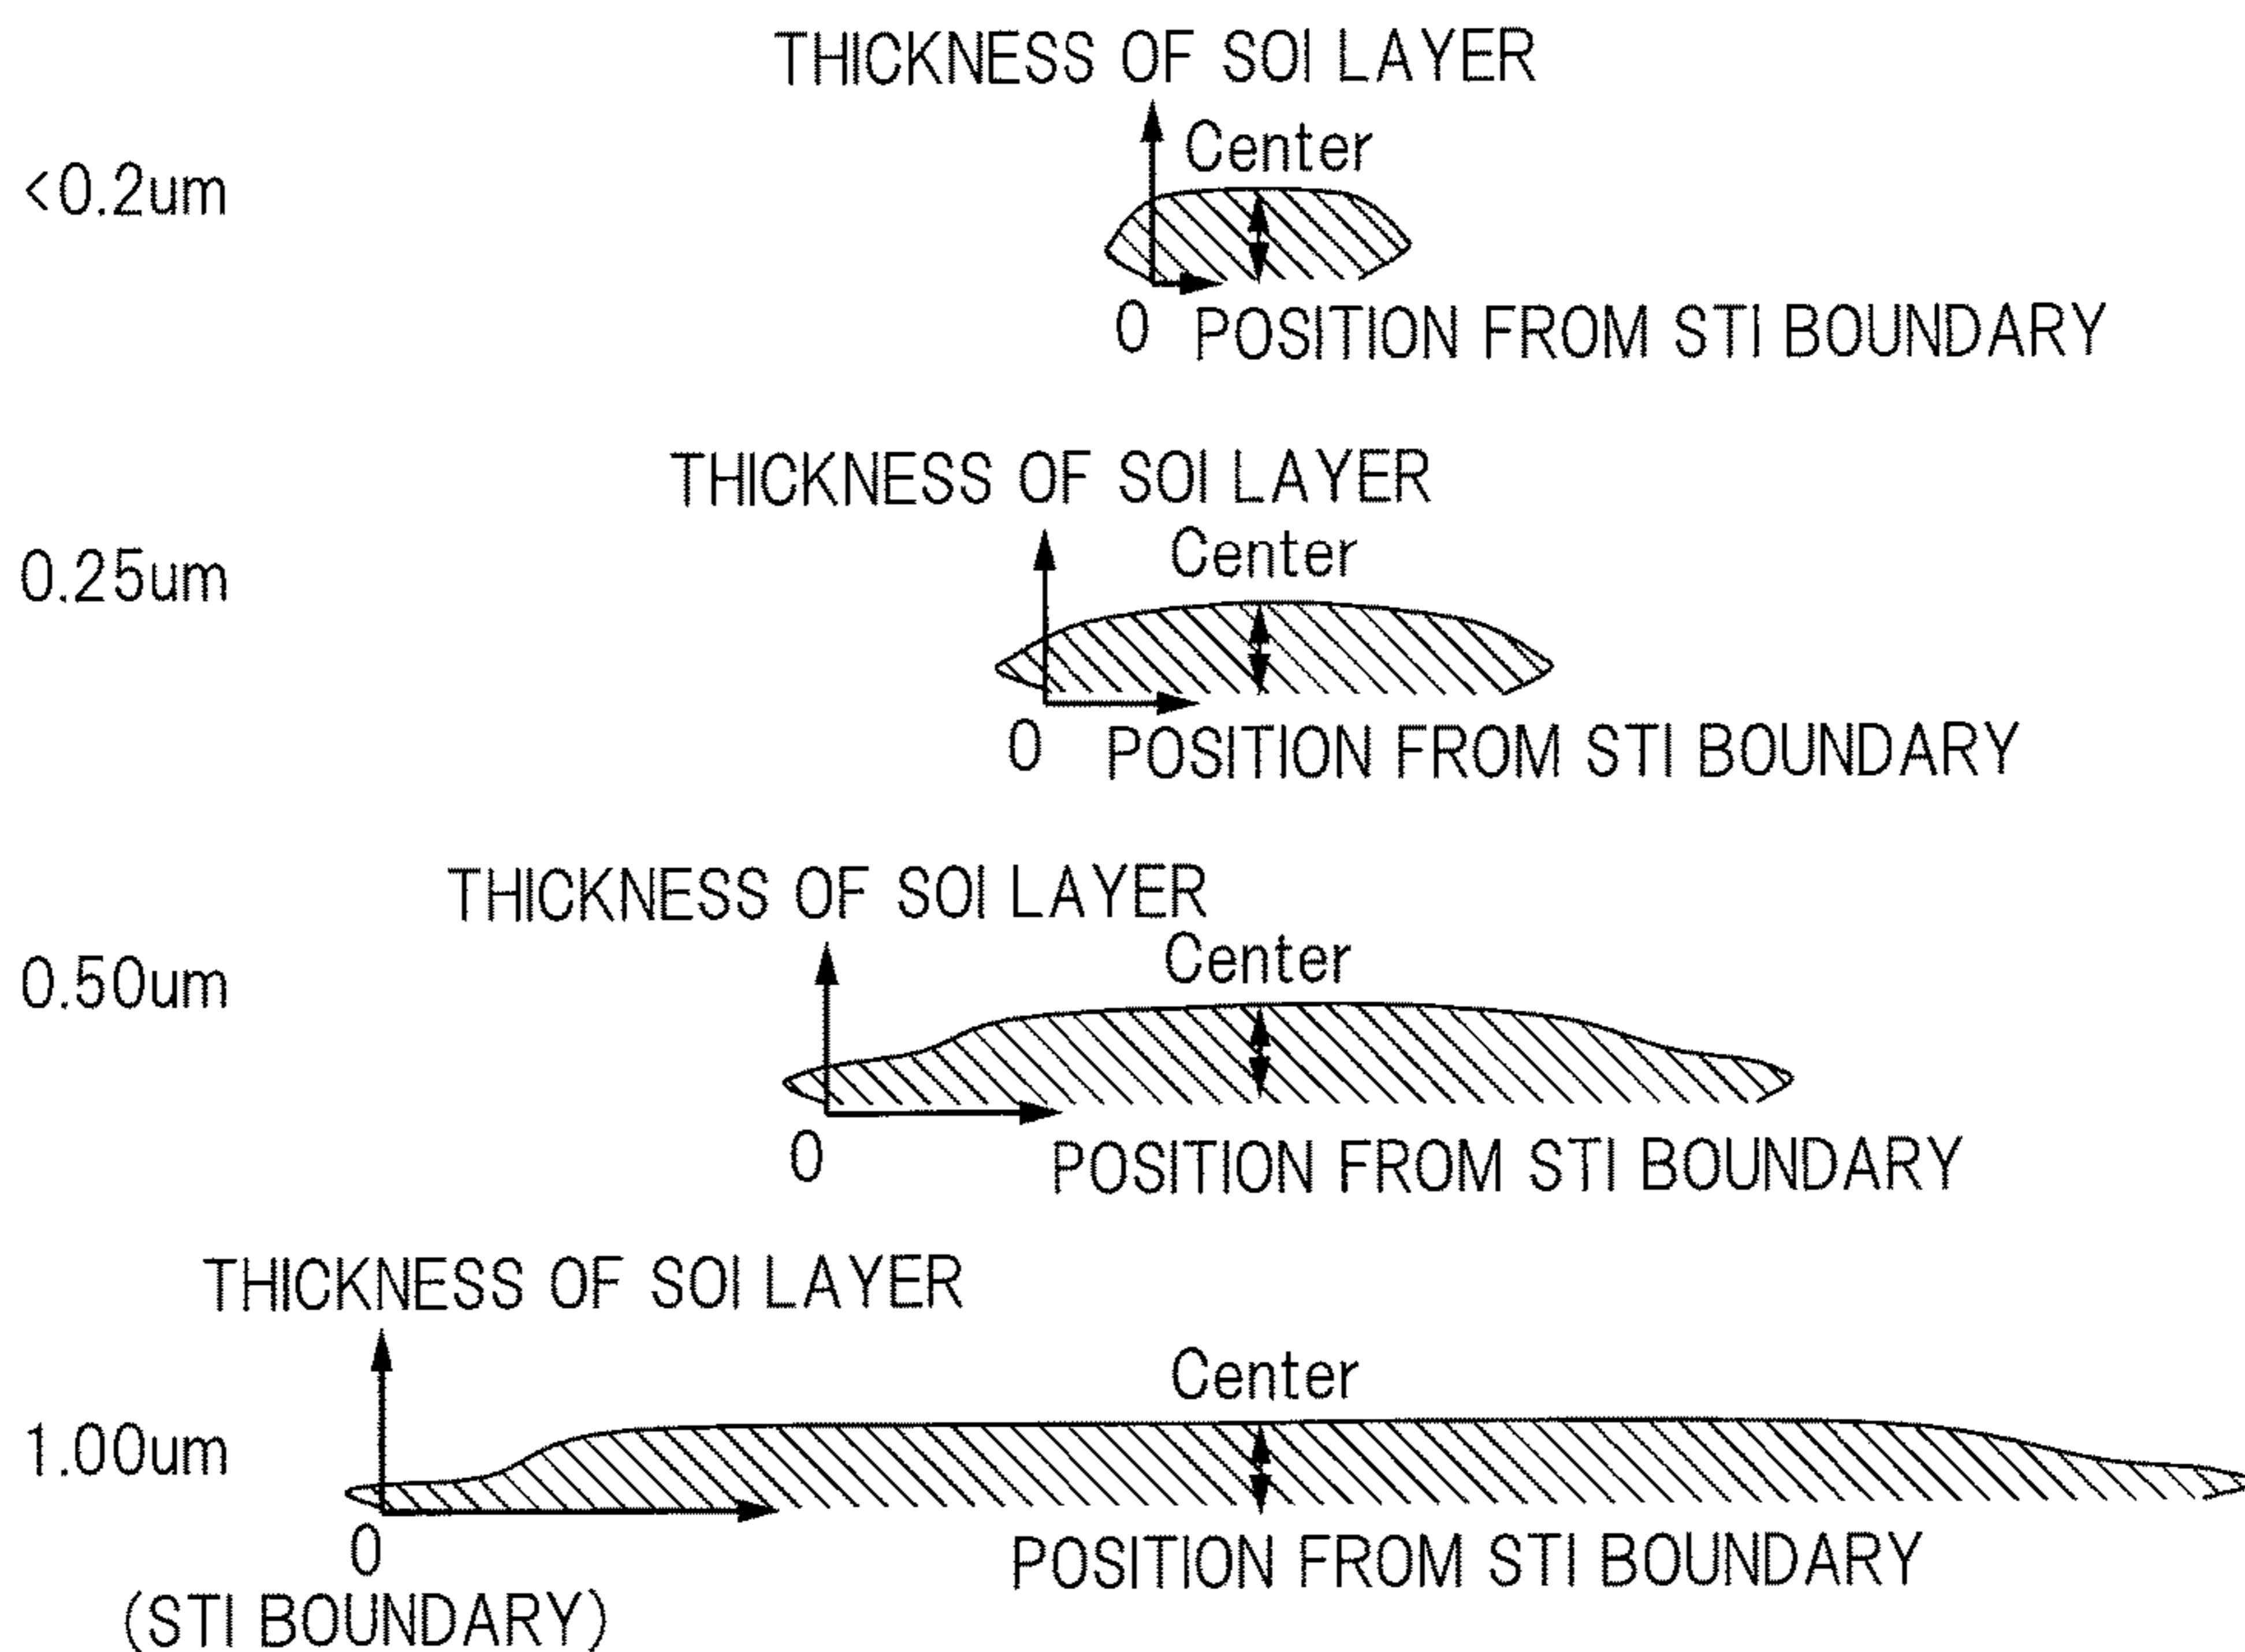 THICKNESS OF SOI LAYER
Center
<0.2um
0 POSITION FROM STI BOUNDARY
THICKNESS OF SOI LAYER
Center
0.25um
0 POSITION FROM STI BOUNDARY
THICKNESS OF SOI LAYER
Center
0.50um
0 POSITION FROM STI BOUNDARY
THICKNESS OF SOI LAYER
Center
1.00um
0 POSITION FROM STI BOUNDARY
(STI BOUNDARY)